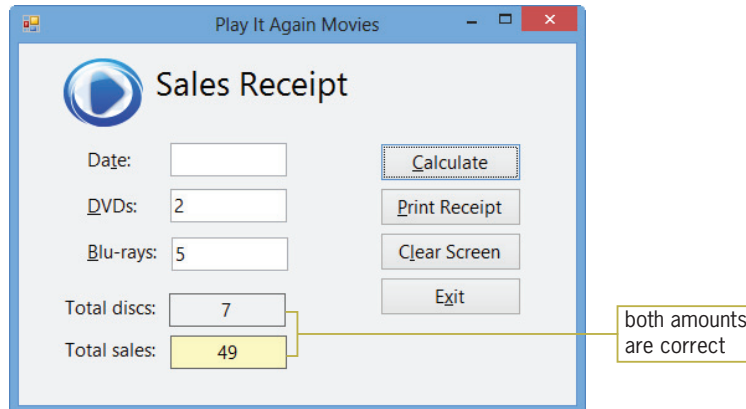 Play It Again Movies
Sales Receipt
Date:
Calculate
DVDs: 2
Print Receipt
Blu-rays: 5
Clear Screen
Total discs: 7
Exit
Total sales: 49
both amounts
are correct